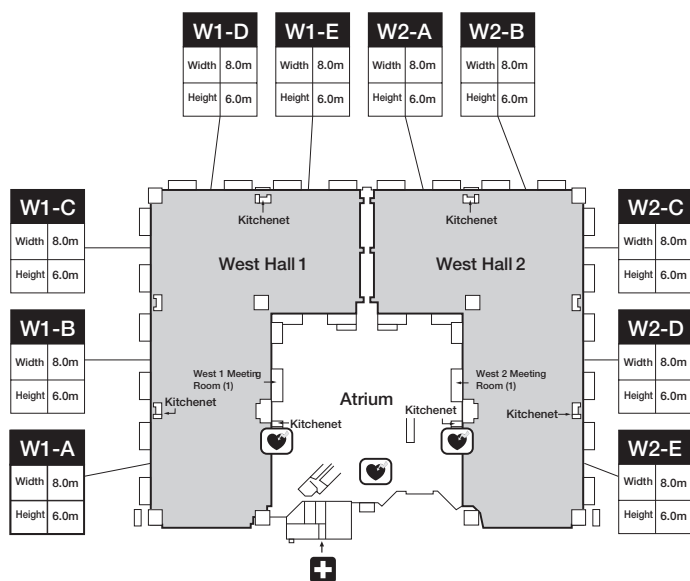 W1-D
Width 8.0m
Height 6.0m
W1-E
Width 8.0m
Height 6.0m
W2-A
Width 8.0m
Height 6.0m
W2-B
Width 8.0m
Height 6.0m
W1-C
Width 8.0m
Height 6.0m
W2-C
Width 8.0m
Height 6.0m
Kitchenet
Kitchenet
West Hall 1
West Hall 2
W1-B
Width 8.0m
Height 6.0m
W2-D
Width 8.0m
Height 6.0m
West 1 Meeting
Room (1)
West 2 Meeting
Room (1)
Atrium
Kitchenet
Kitchenet
Kitchenet
Kitchenet
W1-A
Width 8.0m
Height 6.0m
W2-E
Width 8.0m
Height 6.0m